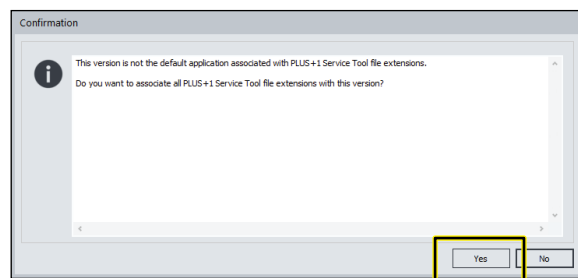 Confirmation
This version is not the default application associated with PLUS+1 Service Tool file extensions.
Do you want to associate all PLUS+1 Service Tool file extensions with this version?
Yes
No